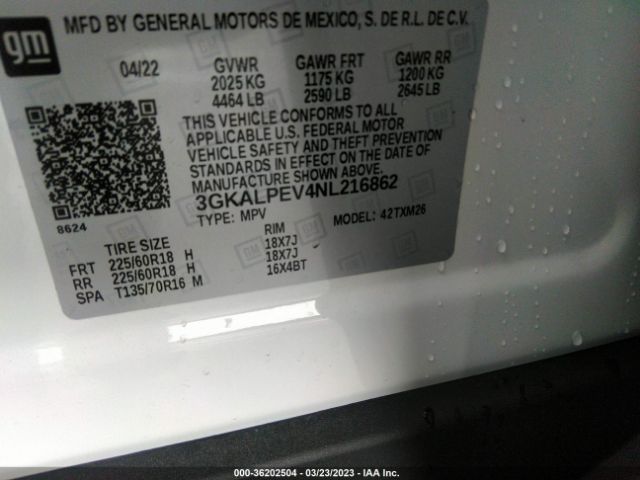 gm
MFD BY GENERAL MOTORS DE MEXICO, S. DE R.L. DE C.V.
04/22 GVWR GAWR FRT GAWR RR
2025 KG 1175 KG 1200 KG
4464 LB 2590 LB 2645 LB
THIS VEHICLE CONFORMS TO ALL
APPLICABLE U.S. FEDERAL MOTOR
VEHICLE SAFETY AND THEFT PREVENTION
STANDARDS IN EFFECT ON THE DATE OF
MANUFACTURE SHOWN ABOVE.
3GKALPEV4NL216862
8624
TYPE: MPV MODEL: 42TXM26
TIRE SIZE RIM
FRT 225/60R18 H 18X7J
RR 225/60R18 H 18X7J
SPA T135/70R16 M 16X4BT
000-36202504 - 03/23/2023 - IAA Inc.